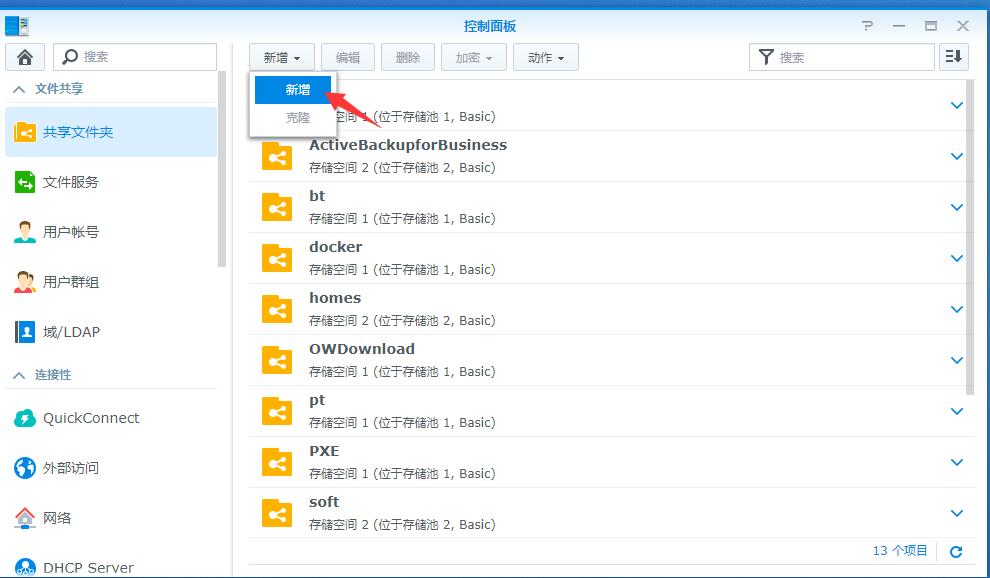 控制面板
搜索
新增 编辑 删除 加密 动作
搜索
新增
克隆
文件共享
共享文件夹
文件服务
用户帐号
用户群组
域/LDAP
连接性
QuickConnect
外部访问
网络
DHCP Server
空间 1 (位于存储池 1, Basic)
ActiveBackupforBusiness
存储空间 2 (位于存储池 2, Basic)
bt
存储空间 1 (位于存储池 1, Basic)
docker
存储空间 1 (位于存储池 1, Basic)
homes
存储空间 2 (位于存储池 2, Basic)
OWDownload
存储空间 1 (位于存储池 1, Basic)
pt
存储空间 1 (位于存储池 1, Basic)
PXE
存储空间 1 (位于存储池 1, Basic)
soft
存储空间 2 (位于存储池 2, Basic)
13 个项目